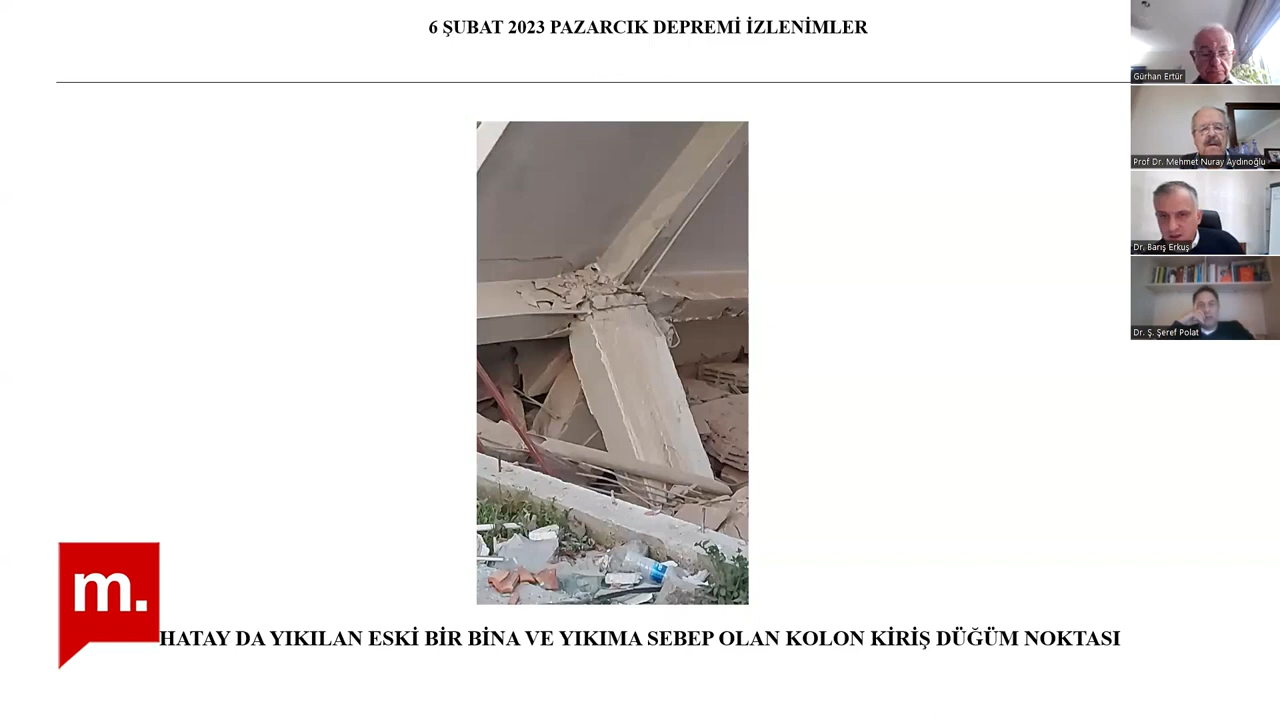 6 ŞUBAT 2023 PAZARCIK DEPREMİ İZLENİMLER
Gürhan Ertür
Prof Dr. Mehmet Nuray Aydınoğlu
Dr. Barış Erkuş
Dr. Ş. Şeref Polat
m.
HATAY DA YIKILAN ESKİ BİR BİNA VE YIKIMA SEBEP OLAN KOLON KİRİŞ DÜĞÜM NOKTASI